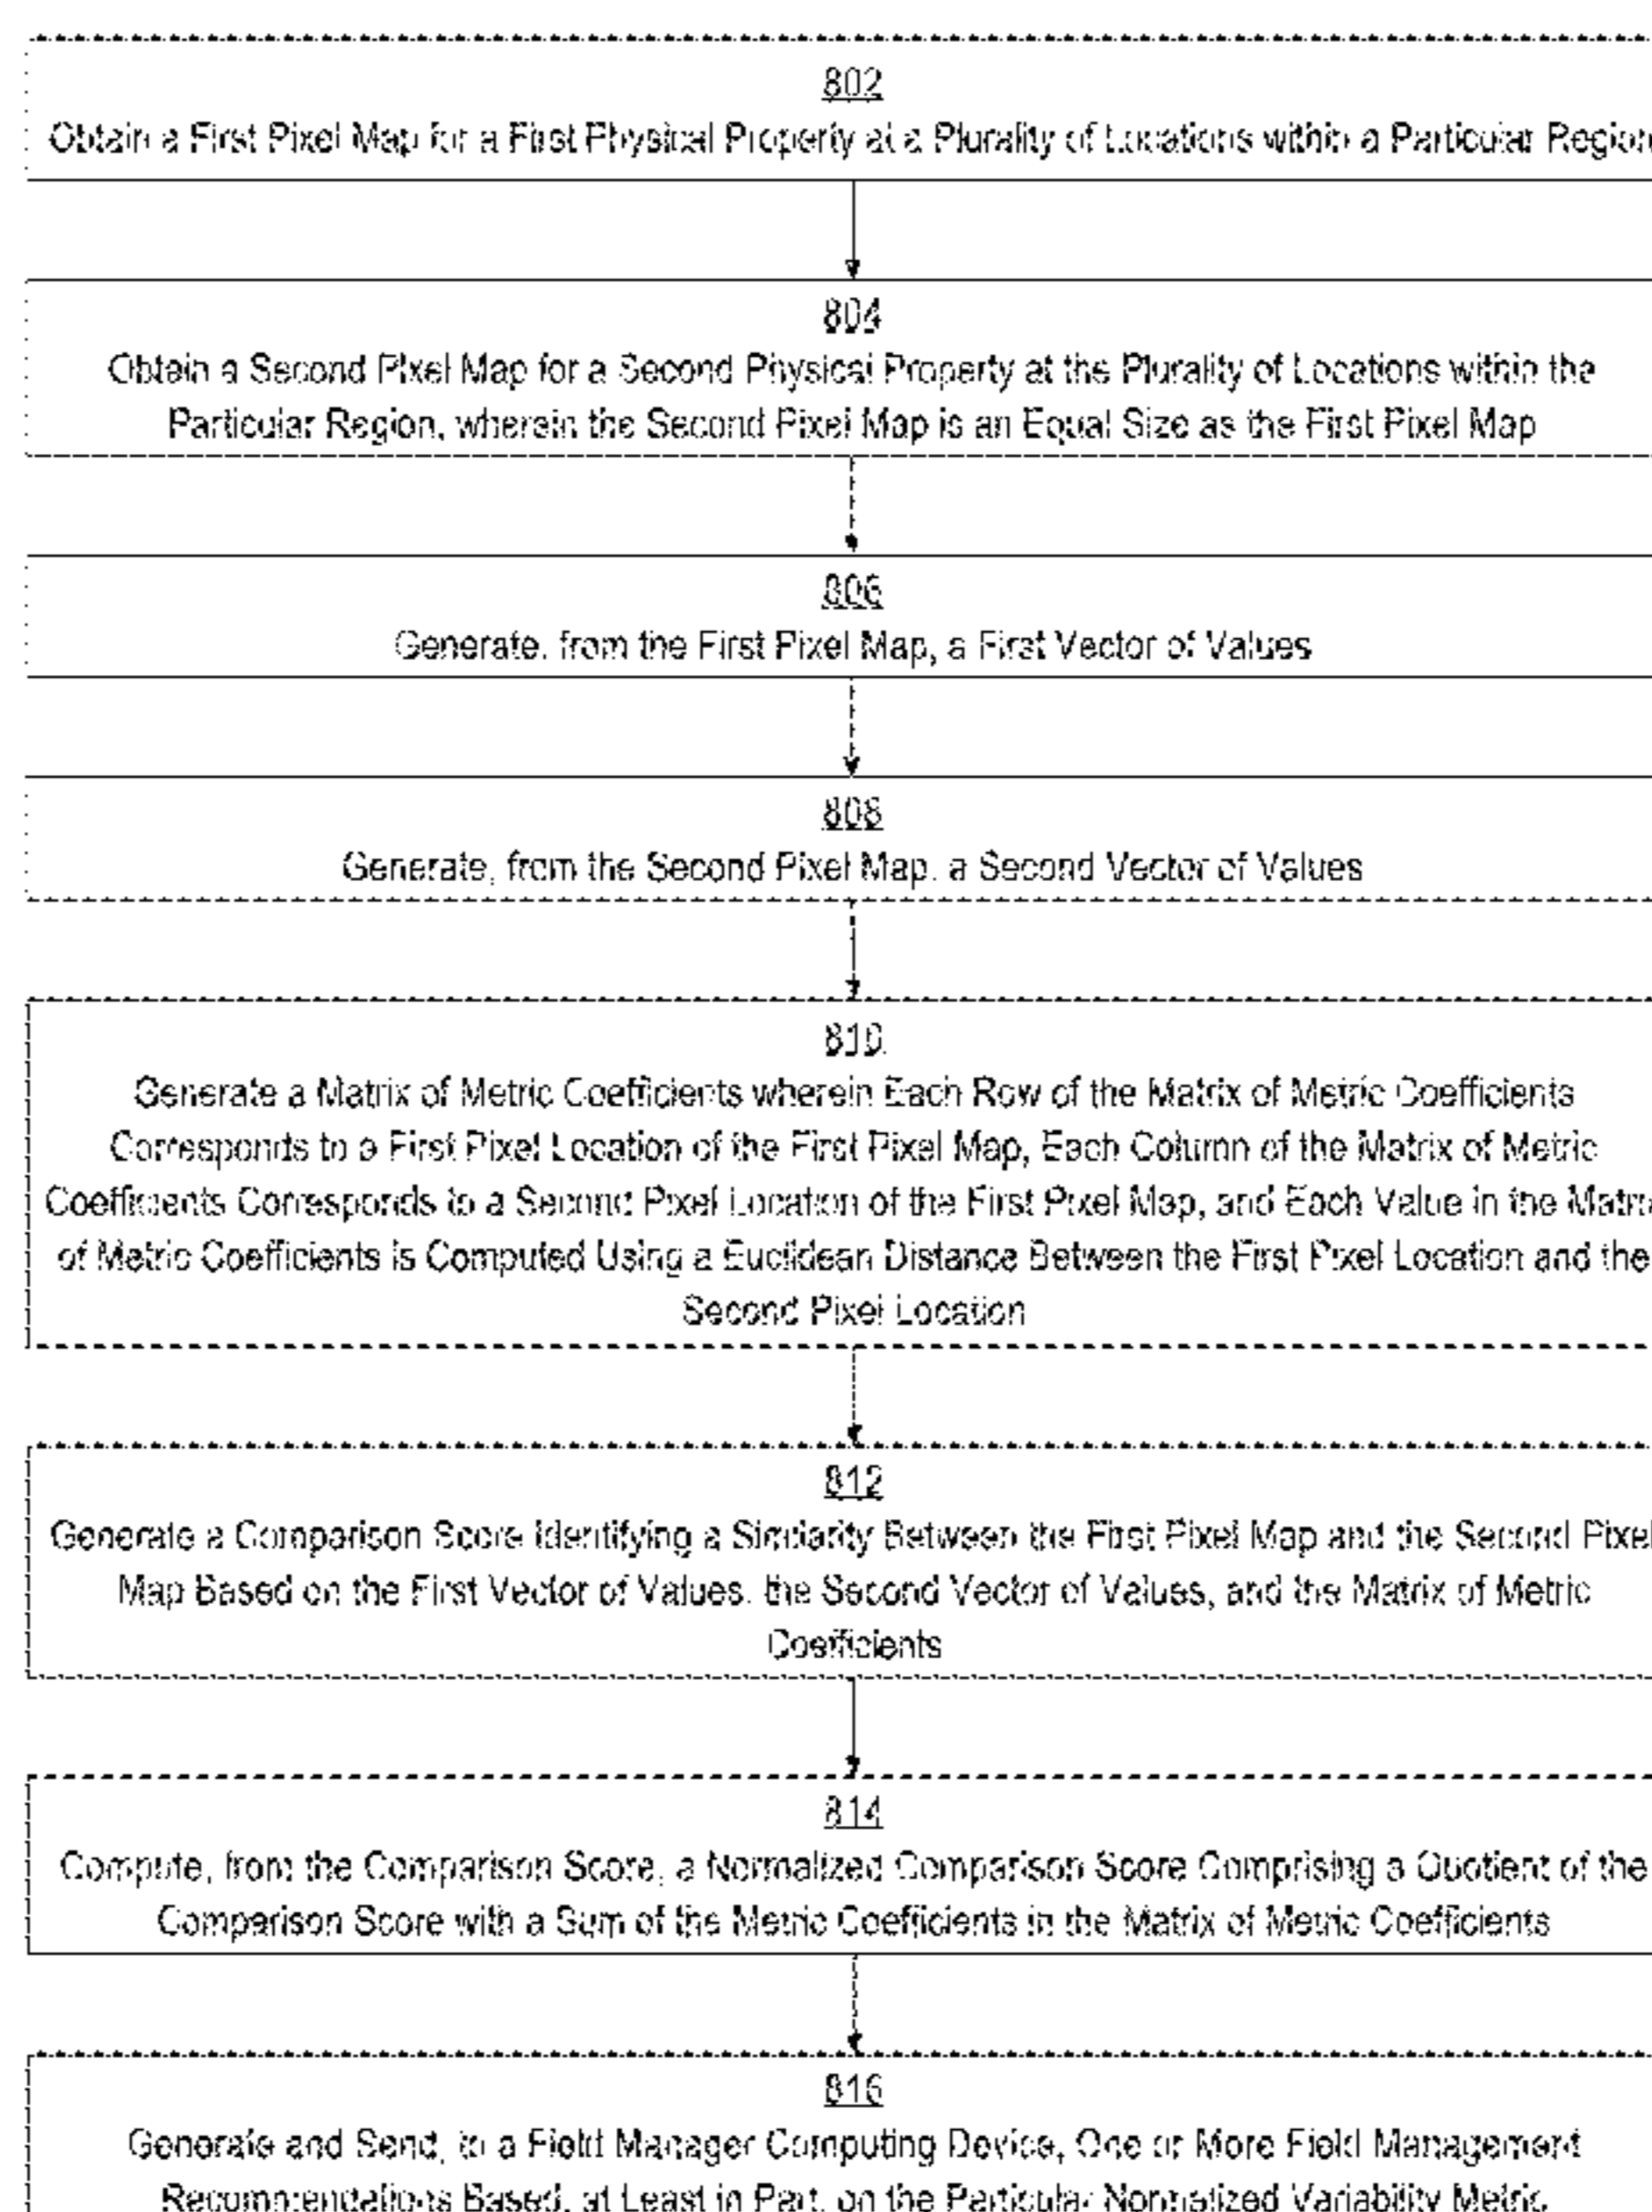 802
Obtain a First Pixel Map for a First Physical Property at a Plurality of Locations within a Particular Region
804
Obtain a Second Pixel Map for a Second Physical Property at the Plurality of Locations within the
Particular Region, wherein the Second Pixel Map is an Equal Size as the First Pixel Map
806
Generate, from the First Pixel Map, a First Vector of Values
808
Generate, from the Second Pixel Map, a Second Vector of Values
810
Generate a Matrix of Metric Coefficients wherein Each Row of the Matrix of Metric Coefficients
Corresponds to a First Pixel Location of the First Pixel Map, Each Column of the Matrix of Metric
Coefficients Corresponds to a Second Pixel Location of the First Pixel Map, and Each Value in the Matrix
of Metric Coefficients is Computed Using a Euclidean Distance Between the First Pixel Location and the
Second Pixel Location
812
Generate a Comparison Score Identifying a Similarity Between the First Pixel Map and the Second Pixel
Map Based on the First Vector of Values, the Second Vector of Values, and the Matrix of Metric
Coefficients
814
Compute, from the Comparison Score, a Normalized Comparison Score Comprising a Quotient of the
Comparison Score with a Sum of the Metric Coefficients in the Matrix of Metric Coefficients
816
Generate and Send, to a Field Manager Computing Device, One or More Field Management
Recommendations Based, at Least in Part, on the Particular Normalized Variability Metric